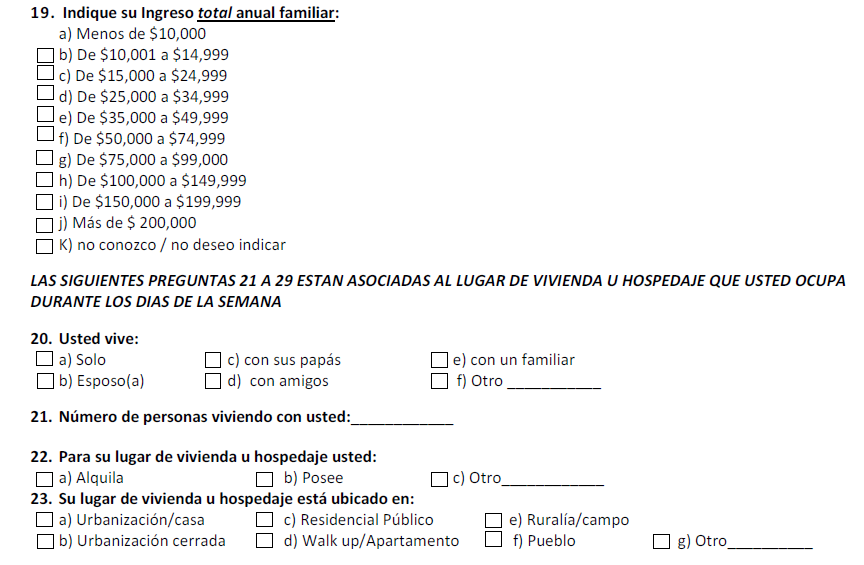 19. Indique su Ingreso total anual familiar:
a) Menos de $10,000
b) De $10,001 a $14,999
c) De $15,000 a $24,999
d) De $25,000 a $34,999
e) De $35,000 a $49,999
f) De $50,000 a $74,999
g) De $75,000 a $99,000
h) De $100,000 a $149,999
i) De $150,000 a $199,999
j) Más de $ 200,000
K) no conozco / no deseo indicar
LAS SIGUIENTES PREGUNTAS 21 A 29 ESTAN ASOCIADAS AL LUGAR DE VIVIENDA U HOSPEDAJE QUE USTED OCUPA
DURANTE LOS DIAS DE LA SEMANA
20. Usted vive:
a) Solo c) con sus papás e) con un familiar
b) Esposo(a) d) con amigos f) Otro ___________
21. Número de personas viviendo con usted:____________
22. Para su lugar de vivienda u hospedaje usted:
a) Alquila b) Posee c) Otro____________
23. Su lugar de vivienda u hospedaje está ubicado en:
a) Urbanización/casa c) Residencial Público e) Ruralía/campo
b) Urbanización cerrada d) Walk up/Apartamento f) Pueblo g) Otro__________